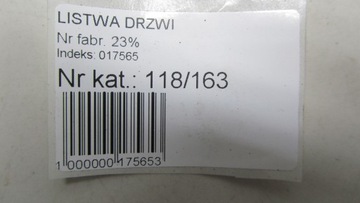 LISTWA DRZWI
Nr fabr. 23%
Indeks: 017565
Nr kat.: 118/163
1 000000 175653